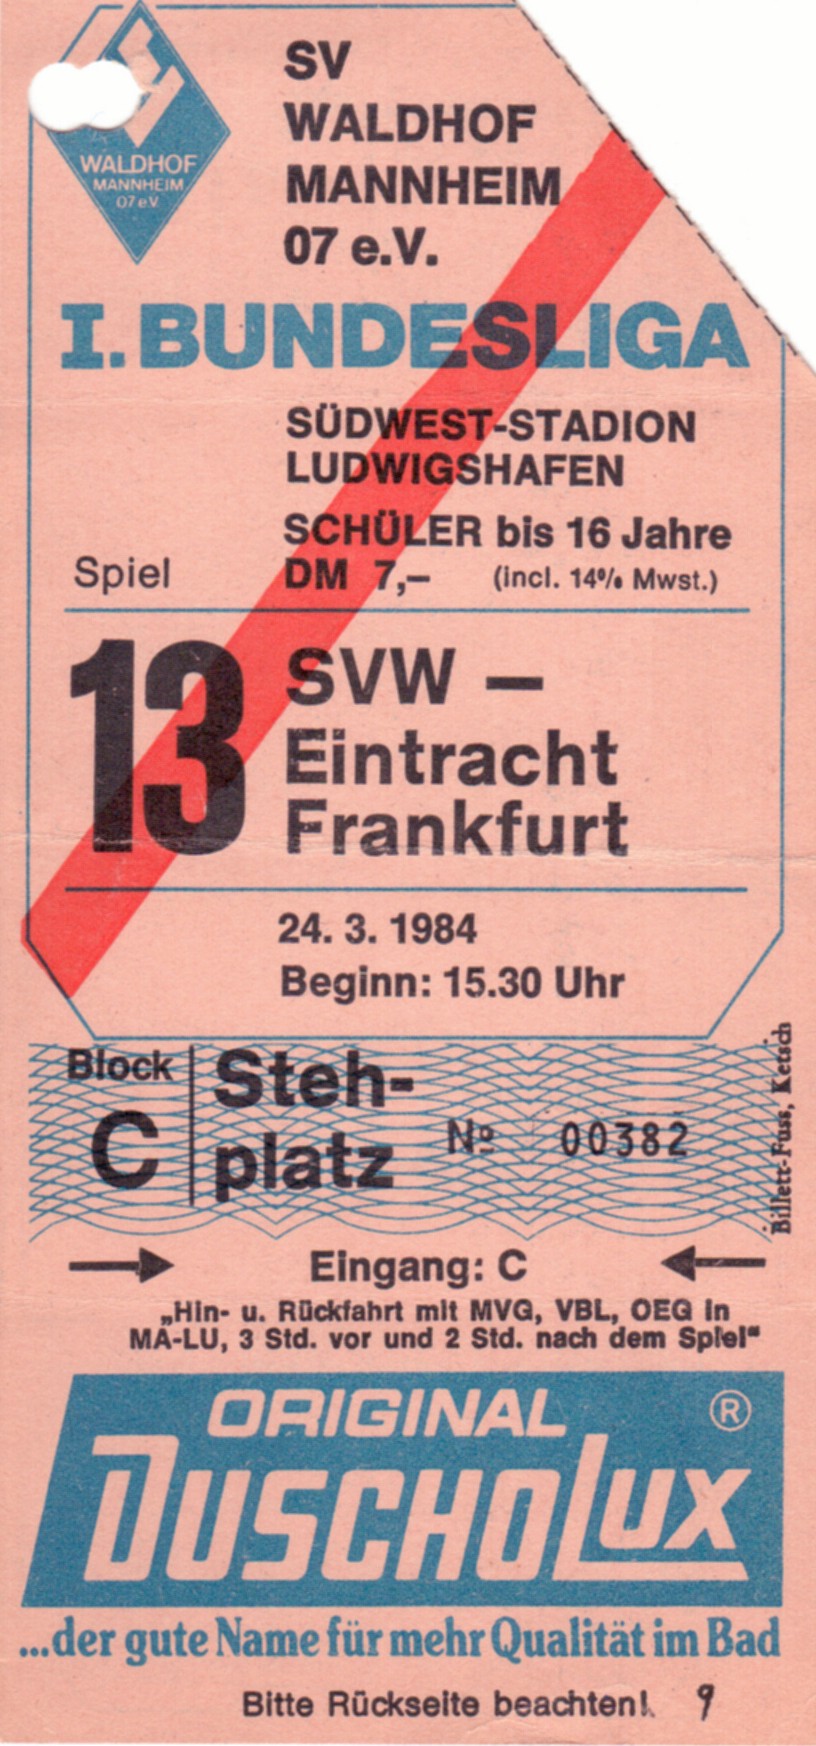 WALDHOF
MANNHEIM
07 e.V.
SV
WALDHOF
MANNHEIM
07 e.V.
I. BUNDESLIGA
SÜDWEST-STADION
LUDWIGSHAFEN
SCHÜLER bis 16 Jahre
Spiel DM 7,– (incl. 14% Mwst.)
13 SVW –
Eintracht
Frankfurt
24. 3. 1984
Beginn: 15.30 Uhr
Block C
Steh-
platz
Nº 00382
Billett-Fuss, Ketsch
Eingang: C
„Hin- u. Rückfahrt mit MVG, VBL, OEG in
MA-LU, 3 Std. vor und 2 Std. nach dem Spiel“
ORIGINAL ®
DUSCHOLUX
...der gute Name für mehr Qualität im Bad
Bitte Rückseite beachten! 9